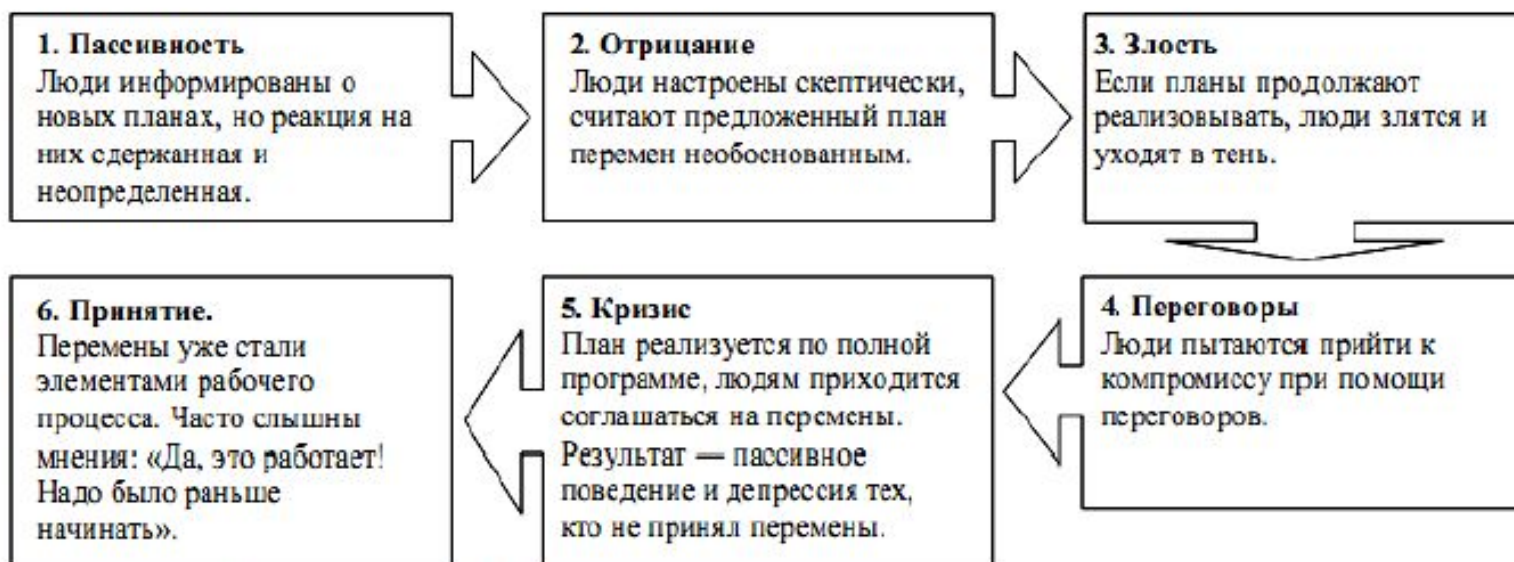 1. Пассивность
Люди информированы о
новых планах, но реакция на
них сдержанная и
неопределенная.
2. Отрицание
Люди настроены скептически,
считают предложенный план
перемен необоснованным.
3. Злость
Если планы продолжают
реализовывать, люди злятся и
уходят в тень.
4. Переговоры
Люди пытаются прийти к
компромиссу при помощи
переговоров.
5. Кризис
План реализуется по полной
программе, людям приходится
соглашаться на перемены.
Результат — пассивное
поведение и депрессия тех,
кто не принял перемены.
6. Принятие.
Перемены уже стали
элементами рабочего
процесса. Часто слышны
мнения: «Да, это работает!
Надо было раньше
начинать».